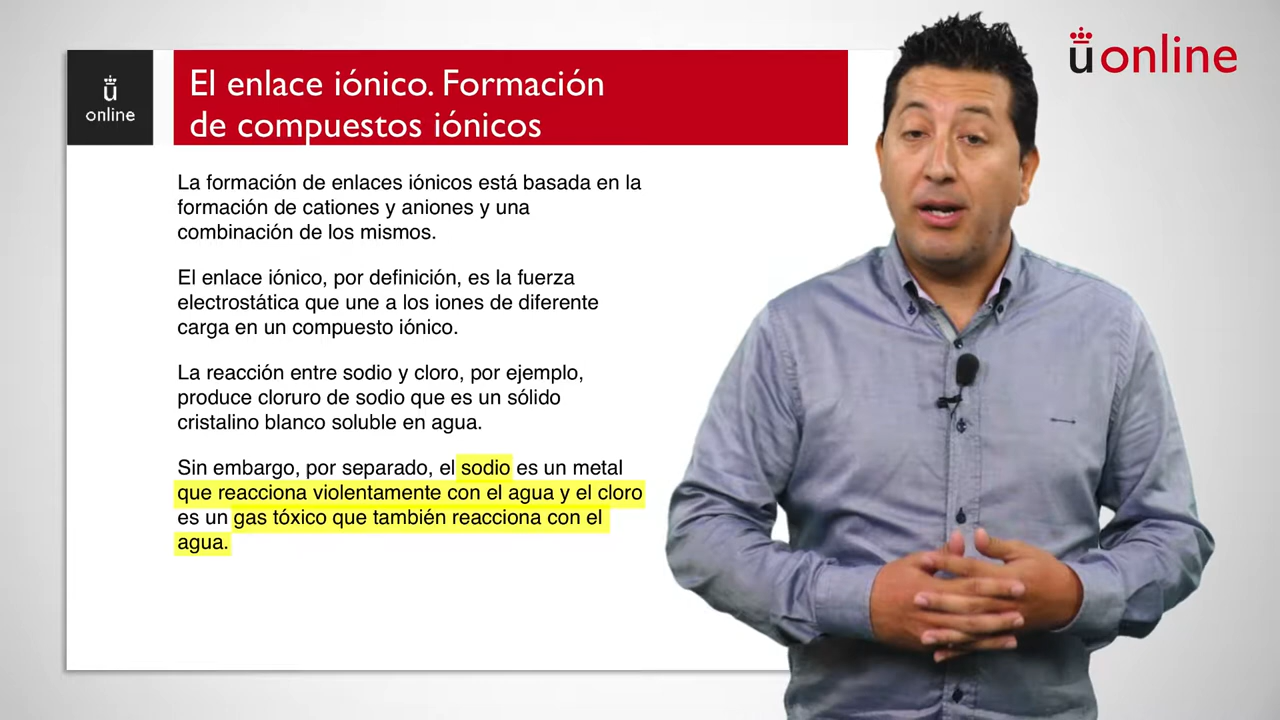 ü online
ü
online
El enlace iónico. Formación
de compuestos iónicos
La formación de enlaces iónicos está basada en la
formación de cationes y aniones y una
combinación de los mismos.
El enlace iónico, por definición, es la fuerza
electrostática que une a los iones de diferente
carga en un compuesto iónico.
La reacción entre sodio y cloro, por ejemplo,
produce cloruro de sodio que es un sólido
cristalino blanco soluble en agua.
Sin embargo, por separado, el sodio es un metal
que reacciona violentamente con el agua y el cloro
es un gas tóxico que también reacciona con el
agua.